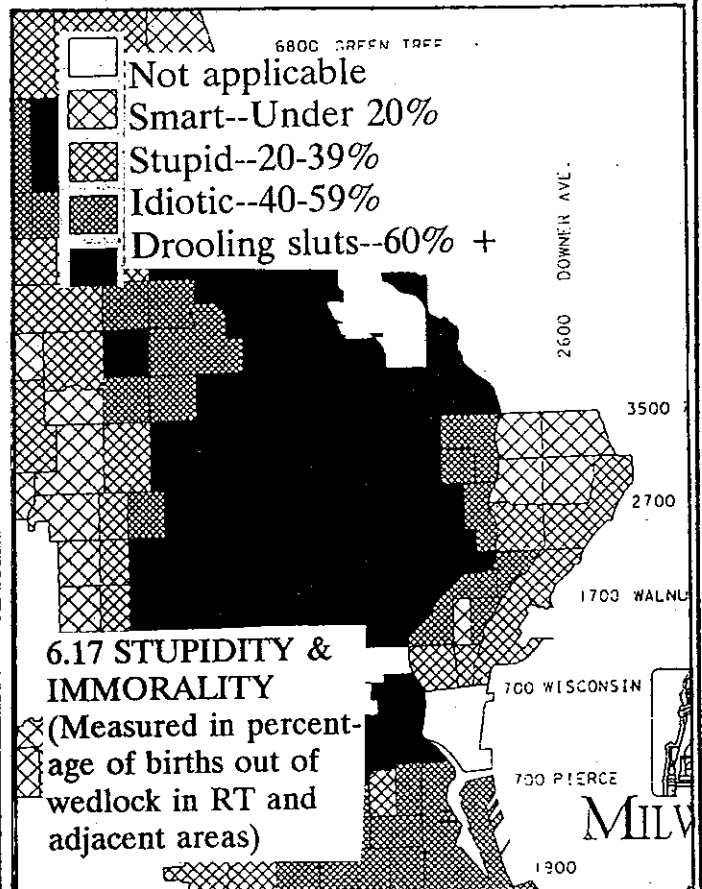 6800 GREEN TREE
Not applicable
Smart--Under 20%
Stupid--20-39%
Idiotic--40-59%
Drooling sluts--60% +
2600 DOWNER AVE.
3500
2700
1700 WALNU
6.17 STUPIDITY &
IMMORALITY
(Measured in percent-
age of births out of
wedlock in RT and
adjacent areas)
700 WISCONSIN
700 PIERCE
MILW
1900